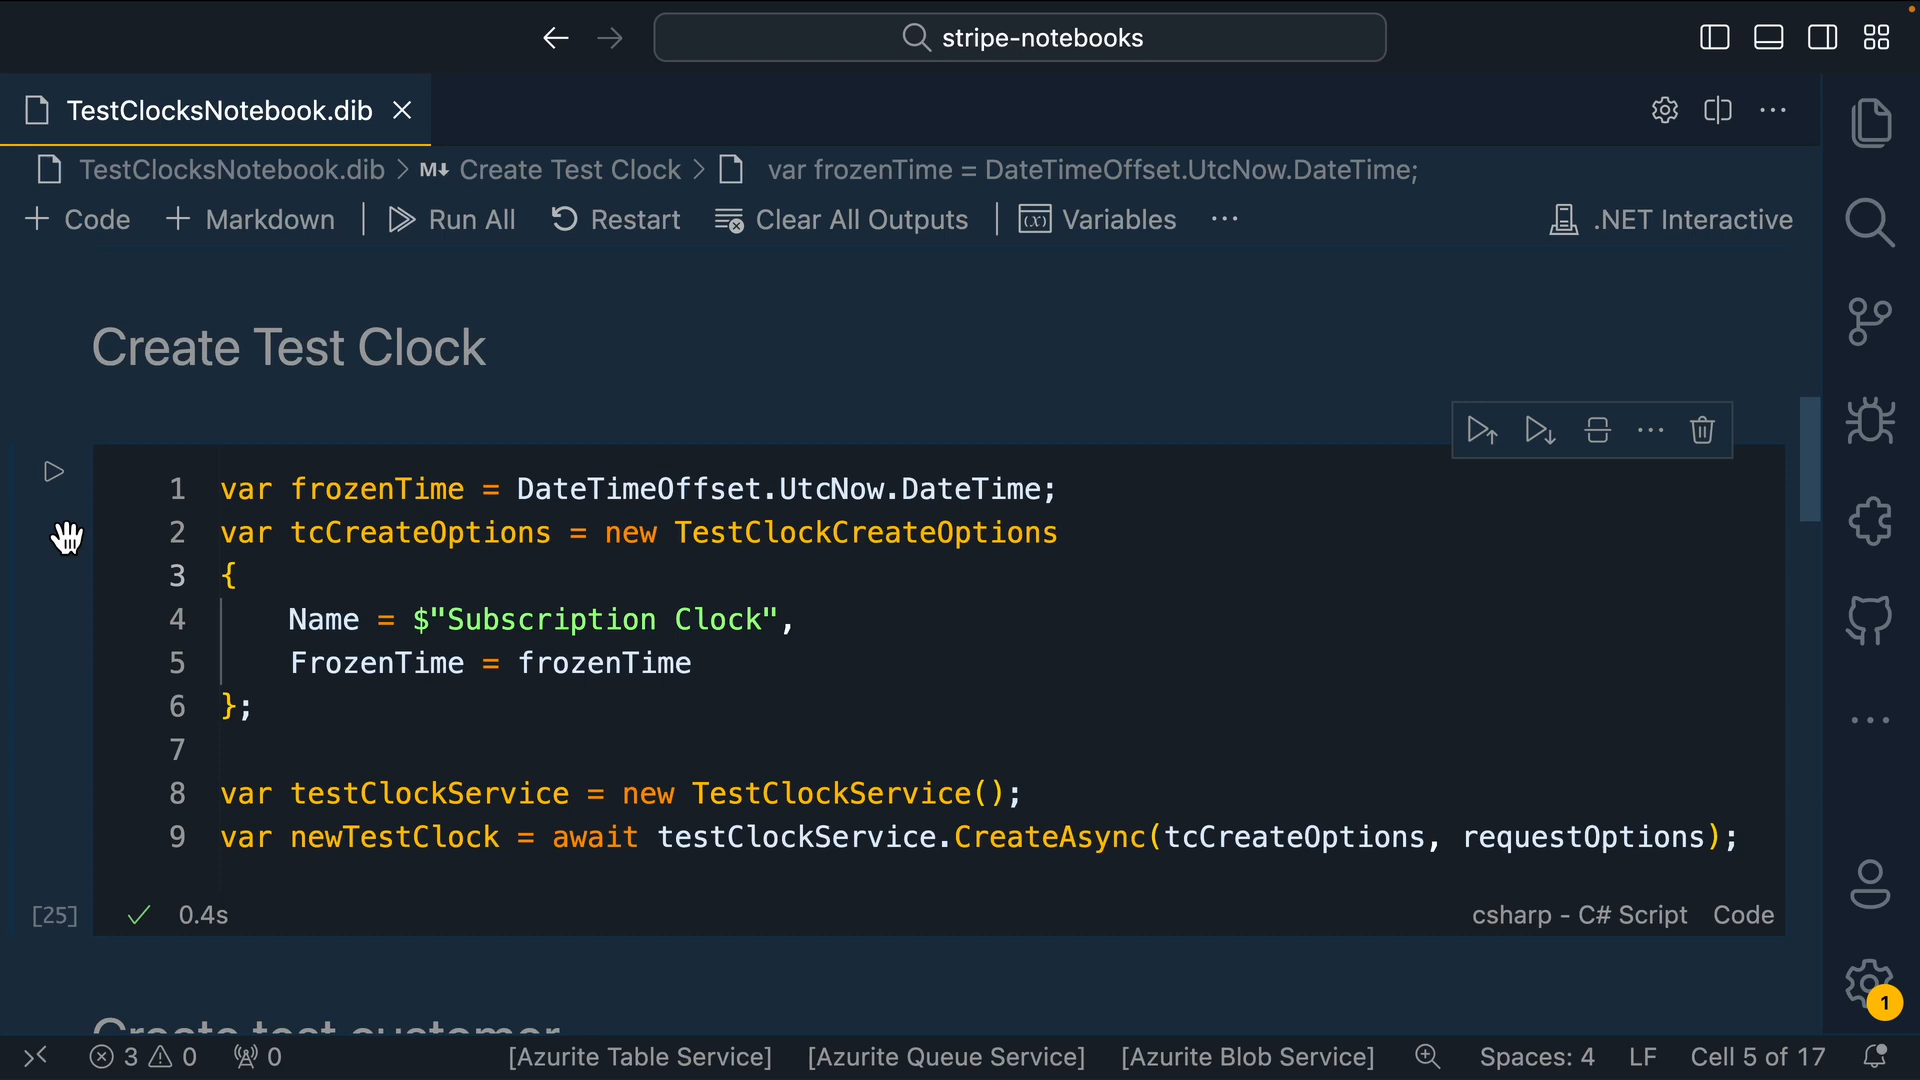 stripe-notebooks
TestClocksNotebook.dib
TestClocksNotebook.dib > M↓ Create Test Clock > var frozenTime = DateTimeOffset.UtcNow.DateTime;
+ Code + Markdown | Run All Restart Clear All Outputs | (x) Variables ... .NET Interactive
Create Test Clock
1 var frozenTime = DateTimeOffset.UtcNow.DateTime;
2 var tcCreateOptions = new TestClockCreateOptions
3 {
4     Name = $"Subscription Clock",
5     FrozenTime = frozenTime
6 };
7
8 var testClockService = new TestClockService();
9 var newTestClock = await testClockService.CreateAsync(tcCreateOptions, requestOptions);
[25] ✓ 0.4s csharp - C# Script Code
Create test customer
1
3 0 0 [Azurite Table Service] [Azurite Queue Service] [Azurite Blob Service] Spaces: 4 LF Cell 5 of 17